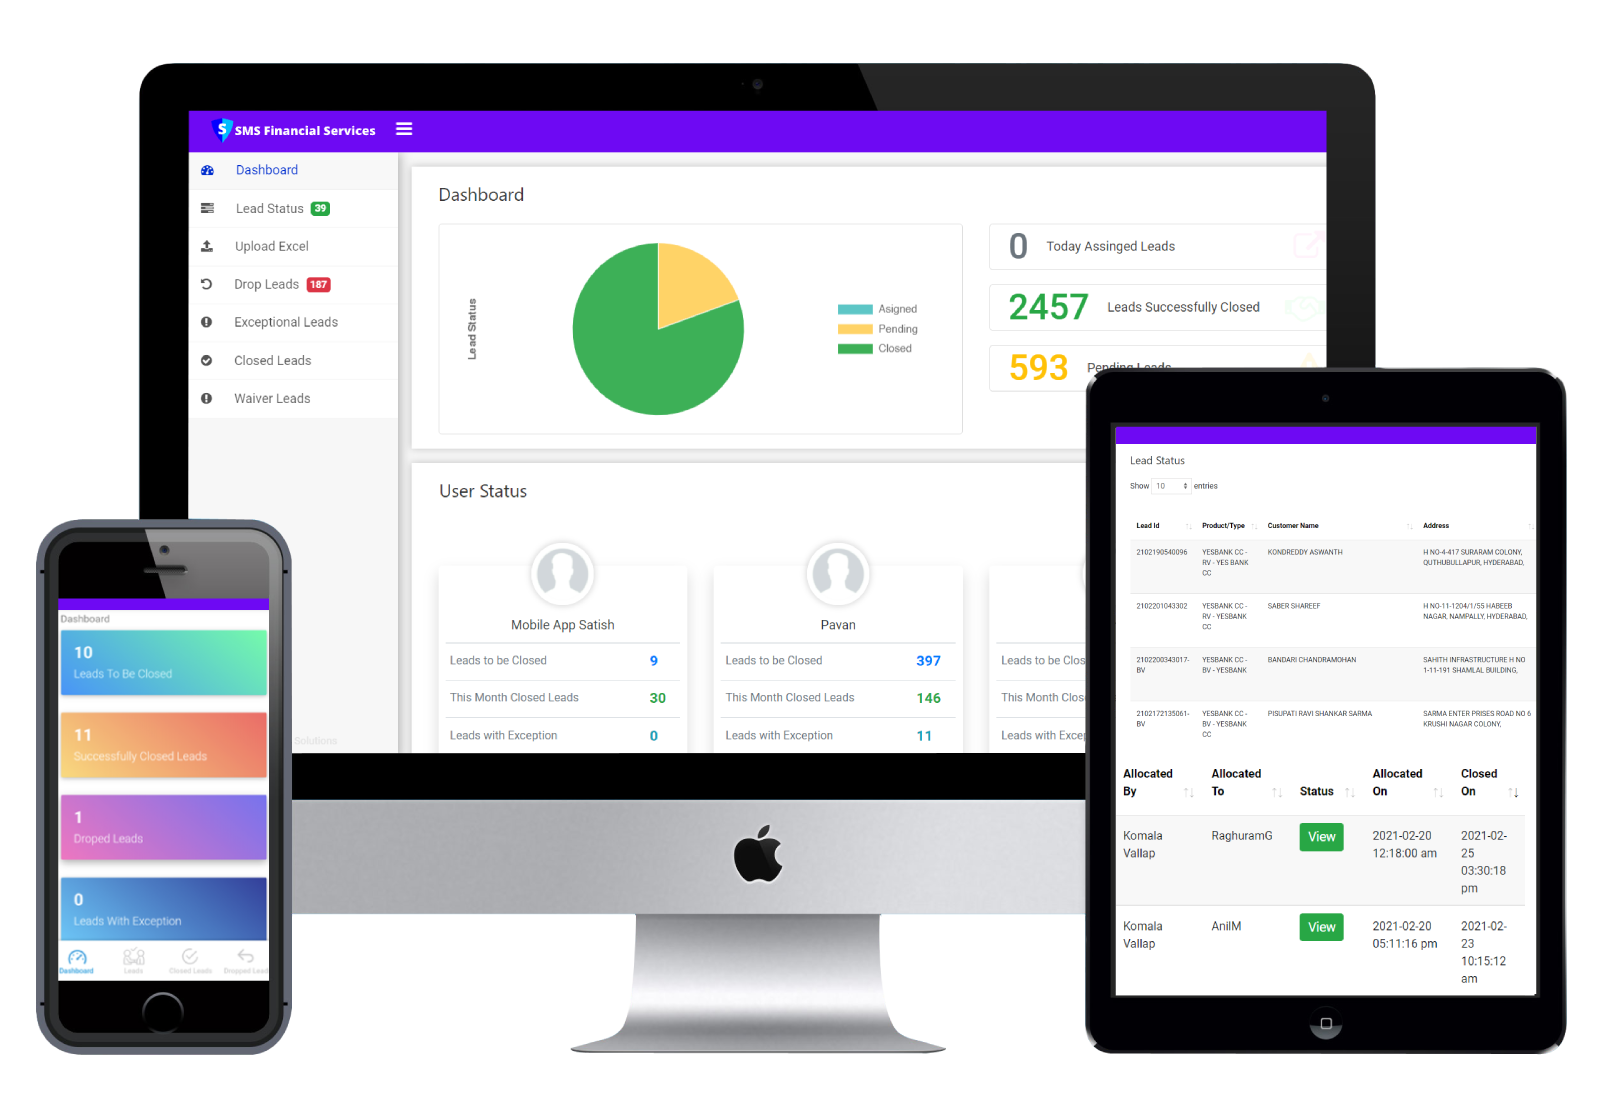 SMS Financial Services
Dashboard
Lead Status 39
Upload Excel
Drop Leads 187
Exceptional Leads
Closed Leads
Waiver Leads
Solutions
Dashboard
Lead Status
Asigned
Pending
Closed
0 Today Assinged Leads
2457 Leads Successfully Closed
593 Pending Leads
User Status
Mobile App Satish
Leads to be Closed 9
This Month Closed Leads 30
Leads with Exception 0
Pavan
Leads to be Closed 397
This Month Closed Leads 146
Leads with Exception 11
Leads to be Clos
This Month Clos
Leads with Exce
Dashboard
10
Leads To Be Closed
11
Successfully Closed Leads
1
Droped Leads
0
Leads With Exception
Dashboard Leads Closed Leads Dropped Lead
Lead Status
Show 10 entries
Lead Id Product/Type Customer Name Address
2102190540096 YESBANK CC - KONDREDDY ASWANTH H NO-4-417 SURARAM COLONY,
RV - YES BANK QUTHUBULLAPUR, HYDERABAD,
CC
2102201043302 YESBANK CC - SABER SHAREEF H NO-11-1204/1/55 HABEEB
RV - YESBANK NAGAR, NAMPALLY, HYDERABAD,
CC
2102200343017- YESBANK CC - BANDARI CHANDRAMOHAN SAHITH INFRASTRUCTURE H NO
BV BV - YESBANK 1-11-191 SHAMLAL BUILDING,
2102172135061- YESBANK CC - PISUPATI RAVI SHANKAR SARMA SARMA ENTER PRISES ROAD NO 6
BV BV - YESBANK KRUSHI NAGAR COLONY,
CC
Allocated Allocated Allocated Closed
By To Status On On
Komala RaghuramG View 2021-02-20 2021-02-
Vallap 12:18:00 am 25
03:30:18
pm
Komala AnilM View 2021-02-20 2021-02-
Vallap 05:11:16 pm 23
10:15:12
am